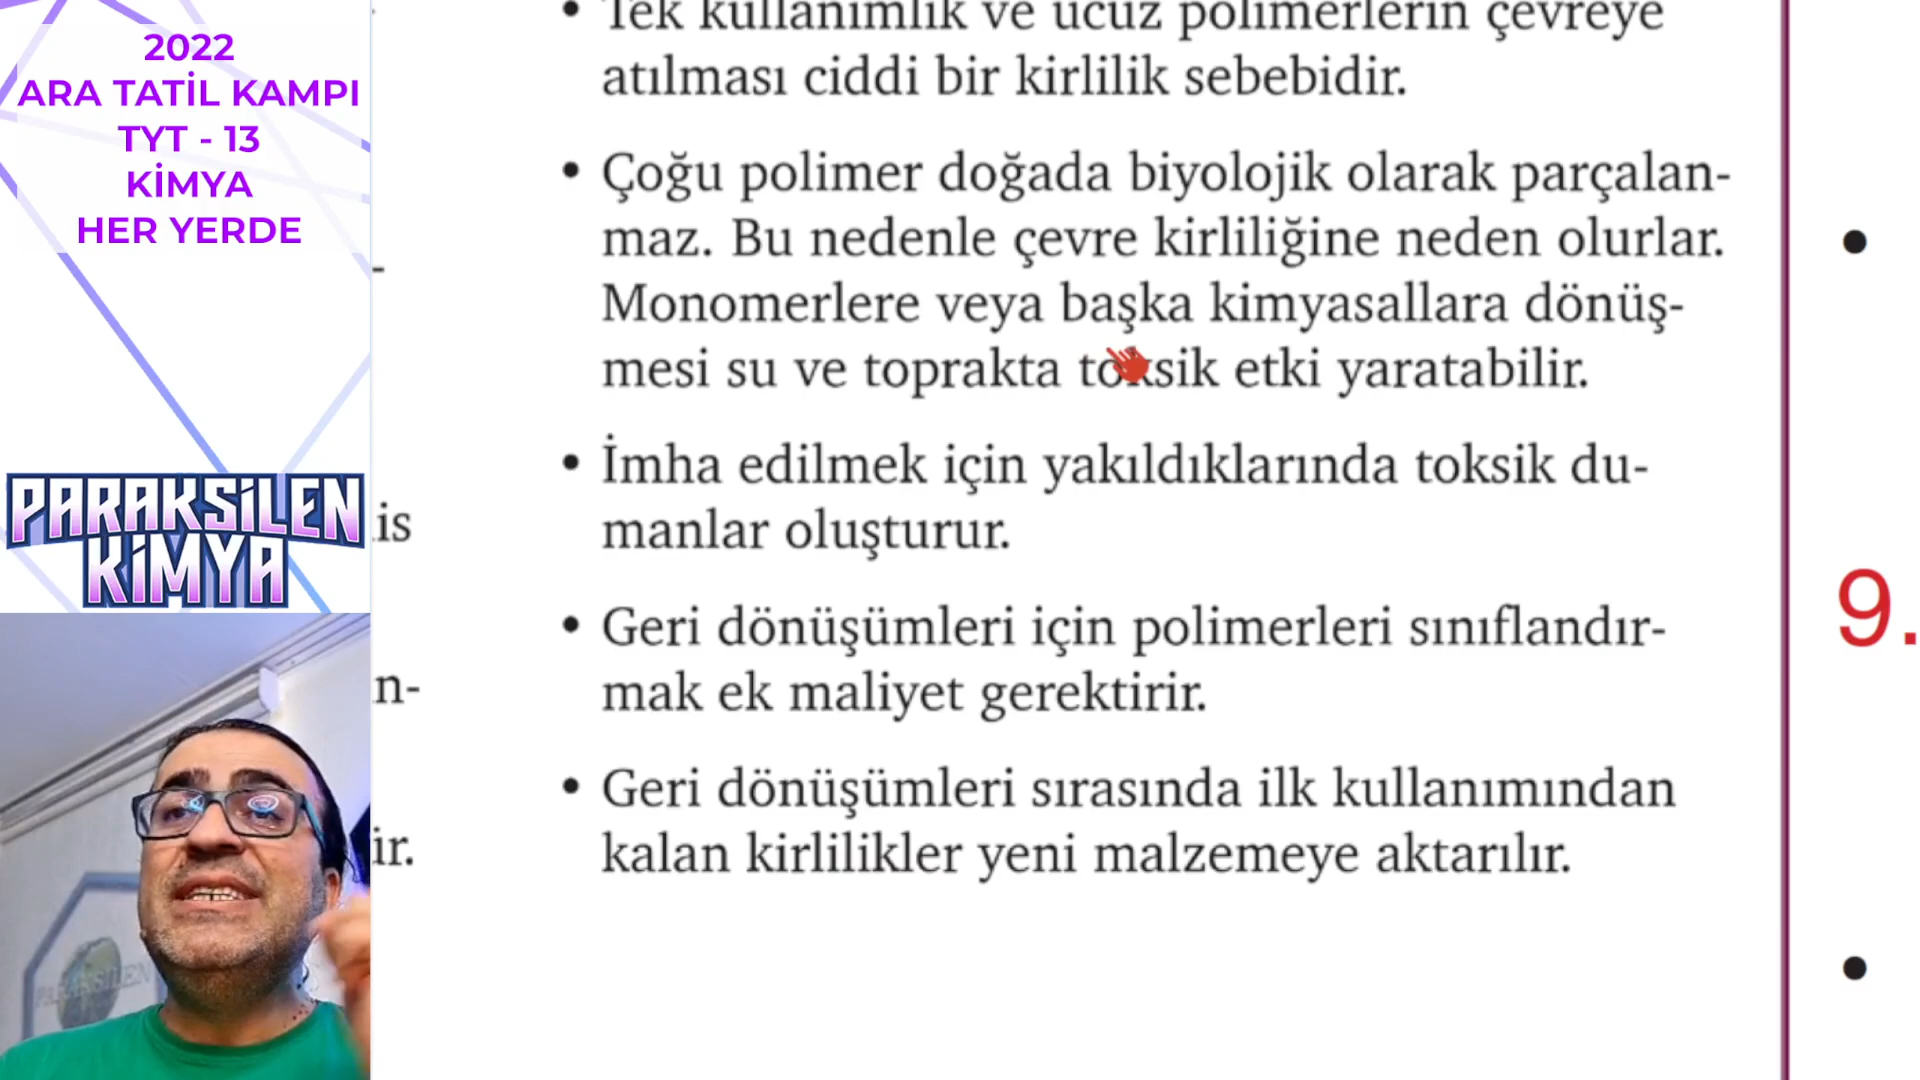 2022
ARA TATİL KAMPI
TYT - 13
KİMYA
HER YERDE
PARAKSİLEN
KİMYA
-
is
n-
ir.
• Tek kullanımlık ve ucuz polimerlerin çevreye
atılması ciddi bir kirlilik sebebidir.
• Çoğu polimer doğada biyolojik olarak parçalan-
maz. Bu nedenle çevre kirliliğine neden olurlar.
Monomerlere veya başka kimyasallara dönüş-
mesi su ve toprakta toksik etki yaratabilir.
• İmha edilmek için yakıldıklarında toksik du-
manlar oluşturur.
• Geri dönüşümleri için polimerleri sınıflandır-
mak ek maliyet gerektirir.
• Geri dönüşümleri sırasında ilk kullanımından
kalan kirlilikler yeni malzemeye aktarılır.
•
9.
•
PARAKSİLEN